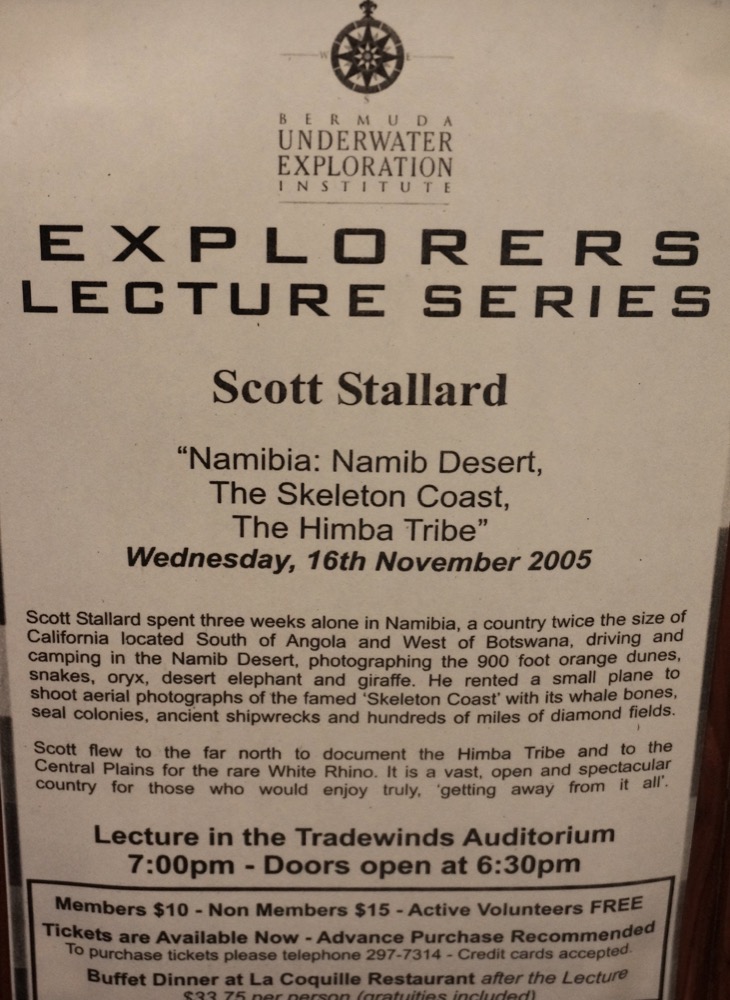 W E
S
BERMUDA
UNDERWATER
EXPLORATION
INSTITUTE
EXPLORERS
LECTURE SERIES
Scott Stallard
“Namibia: Namib Desert,
The Skeleton Coast,
The Himba Tribe”
Wednesday, 16th November 2005
Scott Stallard spent three weeks alone in Namibia, a country twice the size of
California located South of Angola and West of Botswana, driving and
camping in the Namib Desert, photographing the 900 foot orange dunes,
snakes, oryx, desert elephant and giraffe. He rented a small plane to
shoot aerial photographs of the famed ‘Skeleton Coast’ with its whale bones,
seal colonies, ancient shipwrecks and hundreds of miles of diamond fields.
Scott flew to the far north to document the Himba Tribe and to the
Central Plains for the rare White Rhino. It is a vast, open and spectacular
country for those who would enjoy truly, ‘getting away from it all’.
Lecture in the Tradewinds Auditorium
7:00pm - Doors open at 6:30pm
Members $10 - Non Members $15 - Active Volunteers FREE
Tickets are Available Now - Advance Purchase Recommended
To purchase tickets please telephone 297-7314 - Credit cards accepted.
Buffet Dinner at La Coquille Restaurant after the Lecture
$33.75 per person (gratuities included)